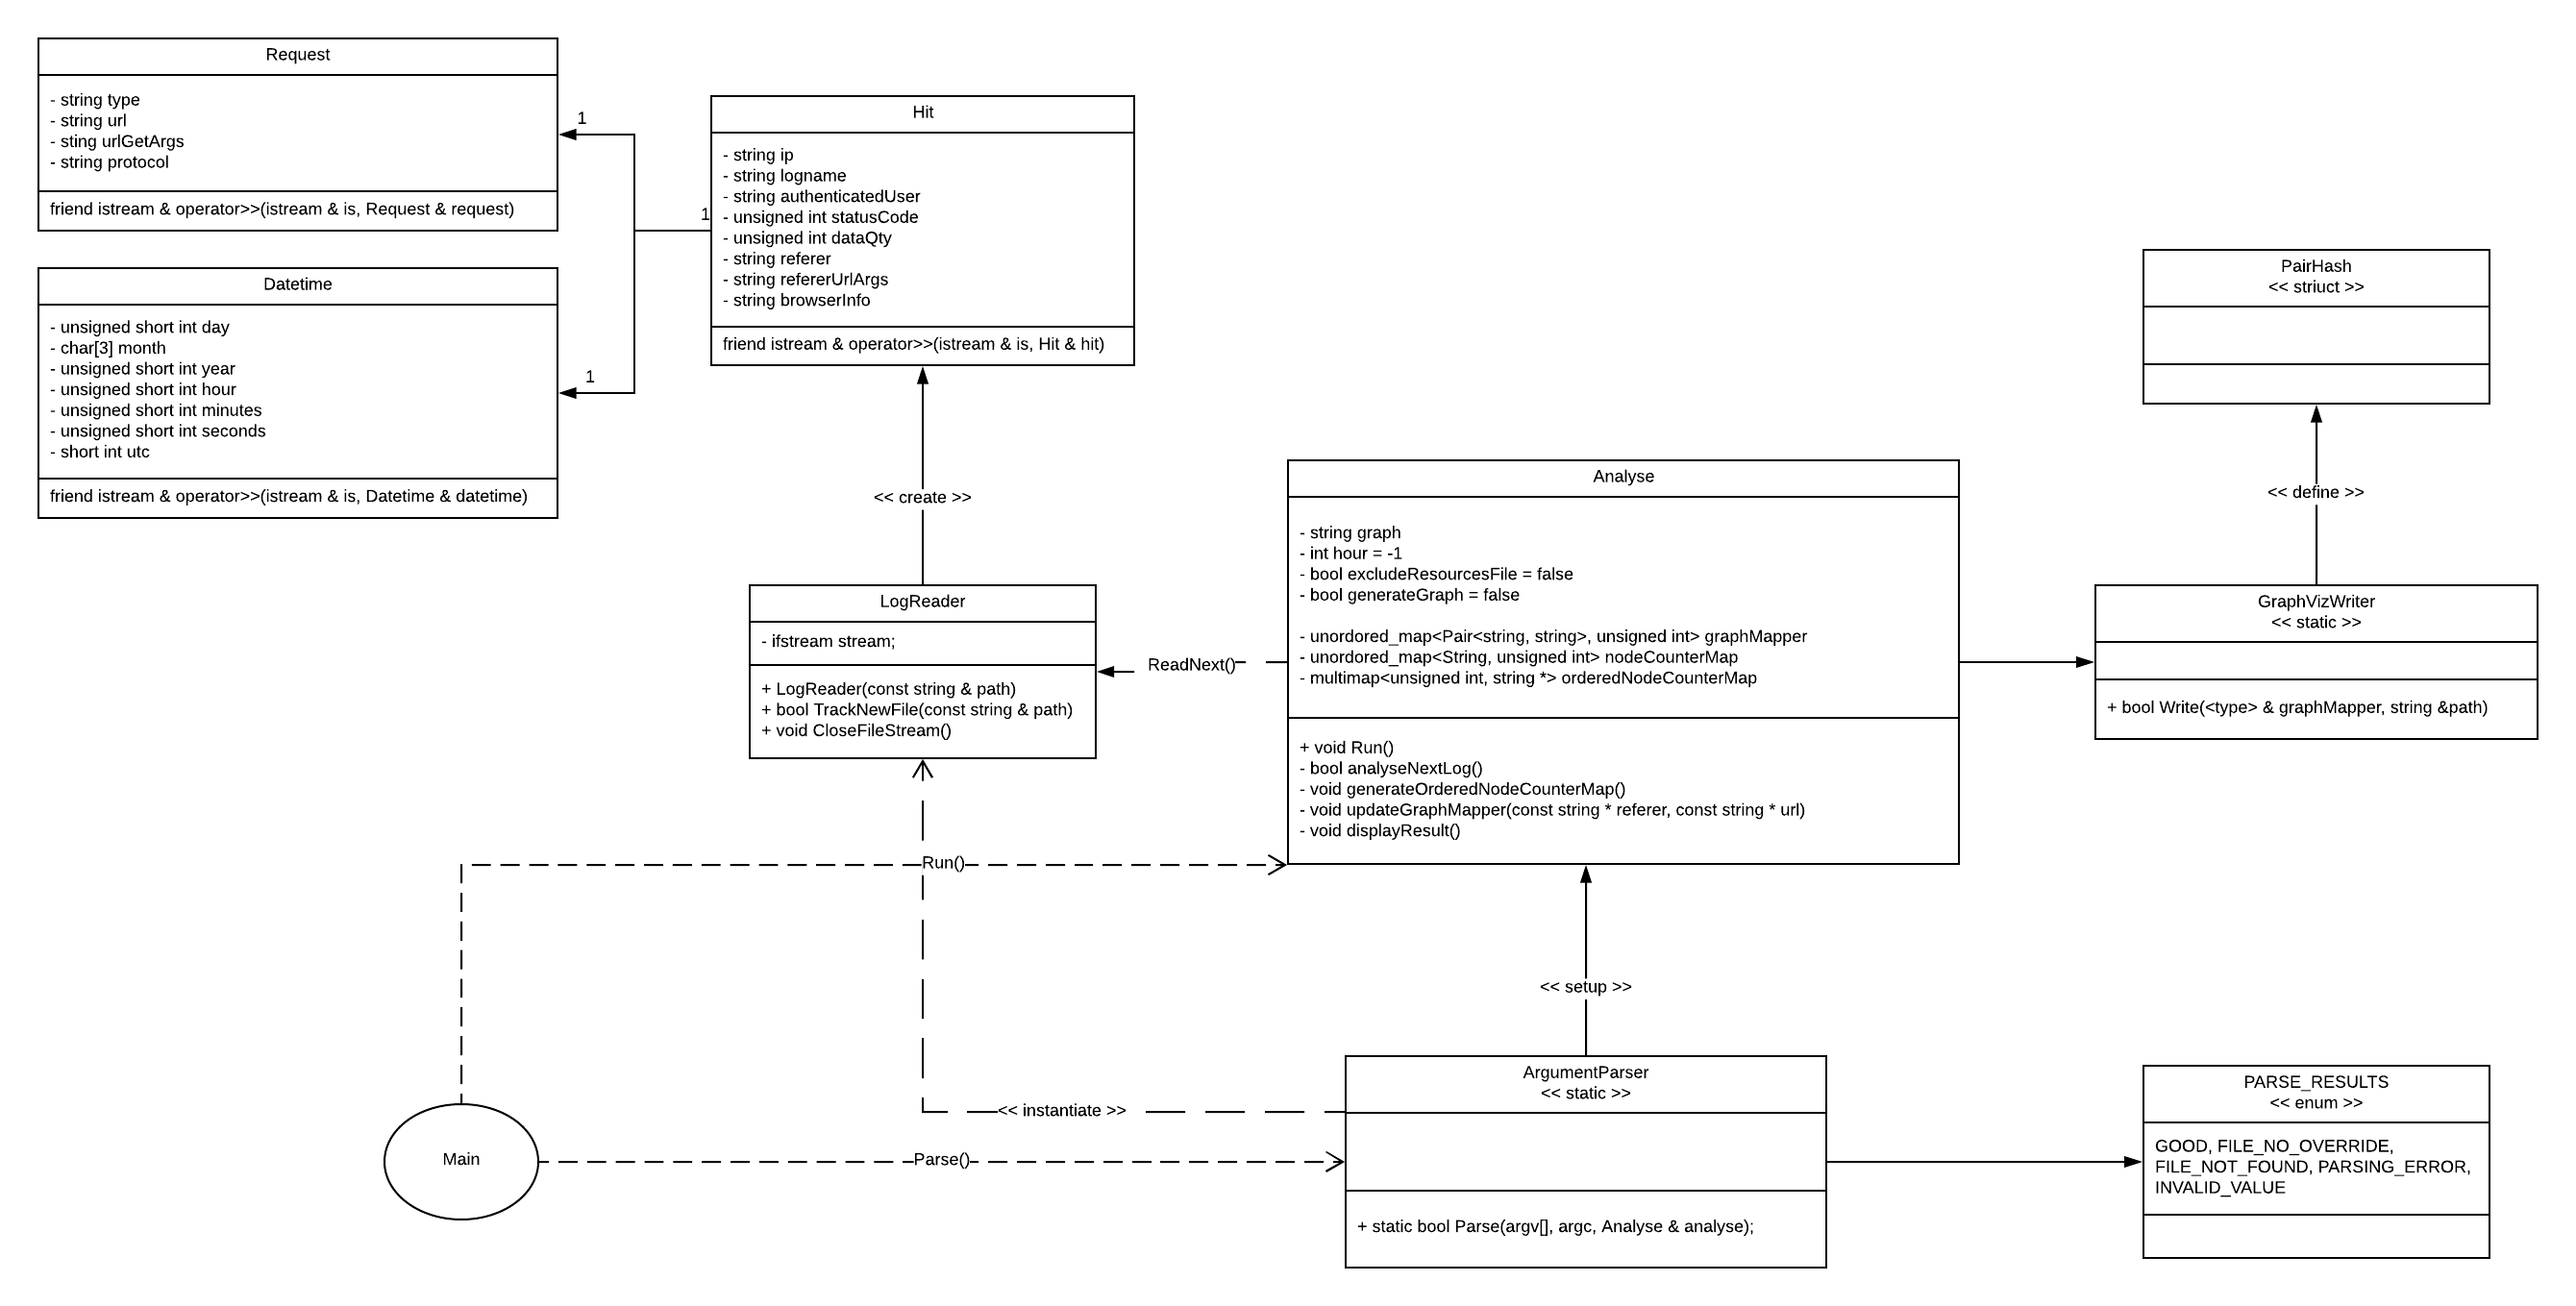 Request
- string type
- string url
- sting urlGetArgs
- string protocol
friend istream & operator>>(istream & is, Request & request)
1
1
1
Datetime
- unsigned short int day
- char[3] month
- unsigned short int year
- unsigned short int hour
- unsigned short int minutes
- unsigned short int seconds
- short int utc
friend istream & operator>>(istream & is, Datetime & datetime)
Hit
- string ip
- string logname
- string authenticatedUser
- unsigned int statusCode
- unsigned int dataQty
- string referer
- string refererUrlArgs
- string browserInfo
friend istream & operator>>(istream & is, Hit & hit)
<< create >>
LogReader
- ifstream stream;
+ LogReader(const string & path)
+ bool TrackNewFile(const string & path)
+ void CloseFileStream()
ReadNext()
Analyse
- string graph
- int hour = -1
- bool excludeResourcesFile = false
- bool generateGraph = false
- unordored_map<Pair<string, string>, unsigned int> graphMapper
- unordored_map<String, unsigned int> nodeCounterMap
- multimap<unsigned int, string *> orderedNodeCounterMap
+ void Run()
- bool analyseNextLog()
- void generateOrderedNodeCounterMap()
- void updateGraphMapper(const string * referer, const string * url)
- void displayResult()
PairHash
<< striuct >>
<< define >>
GraphVizWriter
<< static >>
+ bool Write(<type> & graphMapper, string &path)
Run()
<< setup >>
<< instantiate >>
Main
Parse()
ArgumentParser
<< static >>
+ static bool Parse(argv[], argc, Analyse & analyse);
PARSE_RESULTS
<< enum >>
GOOD, FILE_NO_OVERRIDE,
FILE_NOT_FOUND, PARSING_ERROR,
INVALID_VALUE